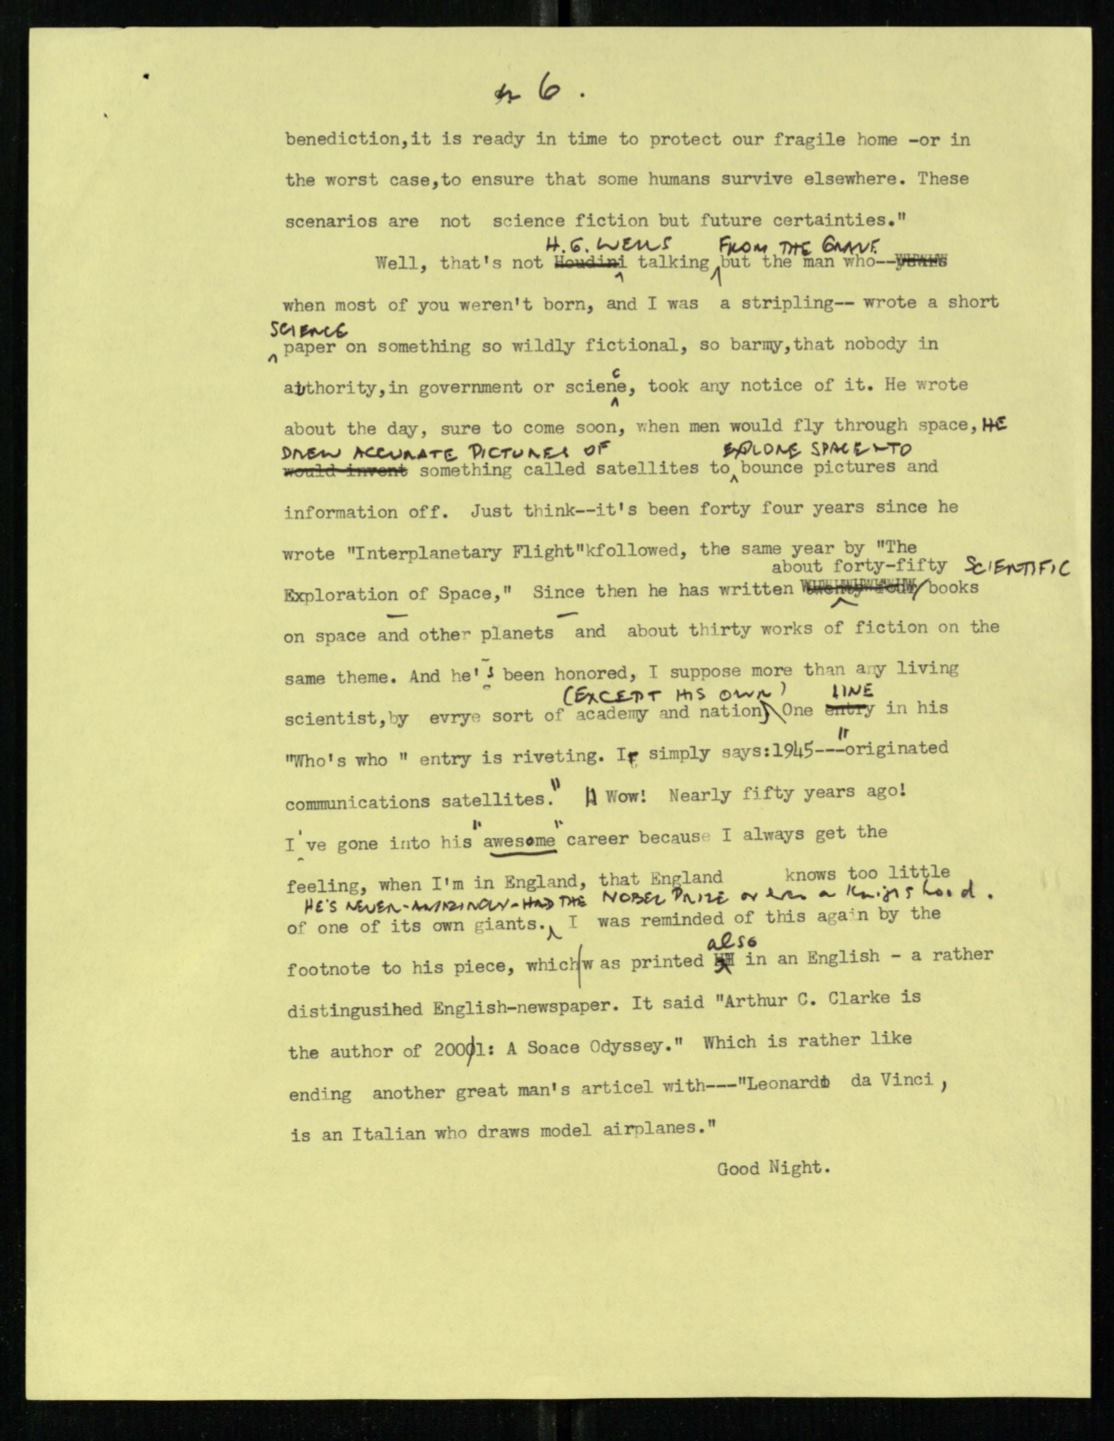 6.
benediction,it is ready in time to protect our fragile home -or in
the worst case,to ensure that some humans survive elsewhere. These
scenarios are not science fiction but future certainties."
H. G. WELLS FROM THE GRAVE
Well, that's not Houdini talking but the man who--
when most of you weren't born, and I was a stripling-- wrote a short
SCIENCE
paper on something so wildly fictional, so barmy,that nobody in
c
authority,in government or sciene, took any notice of it. He wrote
about the day, sure to come soon, when men would fly through space, HE
DREW ACCURATE PICTURES OF EXPLORE SPACE & TO
would invent something called satellites to bounce pictures and
information off. Just think--it's been forty four years since he
wrote "Interplanetary Flight"kfollowed, the same year by "The
about forty-fifty SCIENTIFIC
Exploration of Space," Since then he has written twenty four books
on space and other planets and about thirty works of fiction on the
same theme. And he's been honored, I suppose more than any living
(EXCEPT HIS OWN) LINE
scientist,by evrye sort of academy and nation) One entry in his
"Who's who " entry is riveting. Ir simply says:1945---"originated
communications satellites." Wow! Nearly fifty years ago!
I've gone into his "awesome" career because I always get the
feeling, when I'm in England, that England knows too little
HE'S NEVER-AMAZINGLY-HAD THE NOBEL PRIZE or even a Knighthood.
of one of its own giants. I was reminded of this again by the
also
footnote to his piece, which|was printed in an English - a rather
distingusihed English-newspaper. It said "Arthur C. Clarke is
the author of 20001: A Soace Odyssey." Which is rather like
ending another great man's articel with---"Leonardo da Vinci,
is an Italian who draws model airplanes."
Good Night.